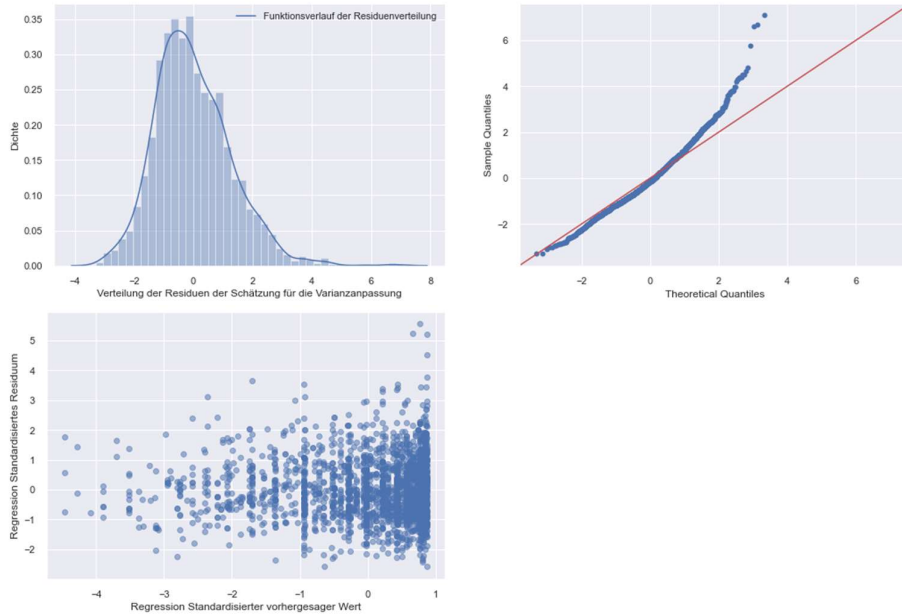 Funktionsverlauf der Residuenverteilung
0.35
0.30
0.25
0.20
0.15
0.10
0.05
0.00
Dichte
-4 -2 0 2 4 6 8
Verteilung der Residuen der Schätzung für die Varianzanpassung
6
4
2
0
-2
Sample Quantiles
-2 0 2 4 6
Theoretical Quantiles
5
4
3
2
1
0
-1
-2
Regression Standardisiertes Residuum
-4 -3 -2 -1 0 1
Regression Standardisierter vorhergesager Wert